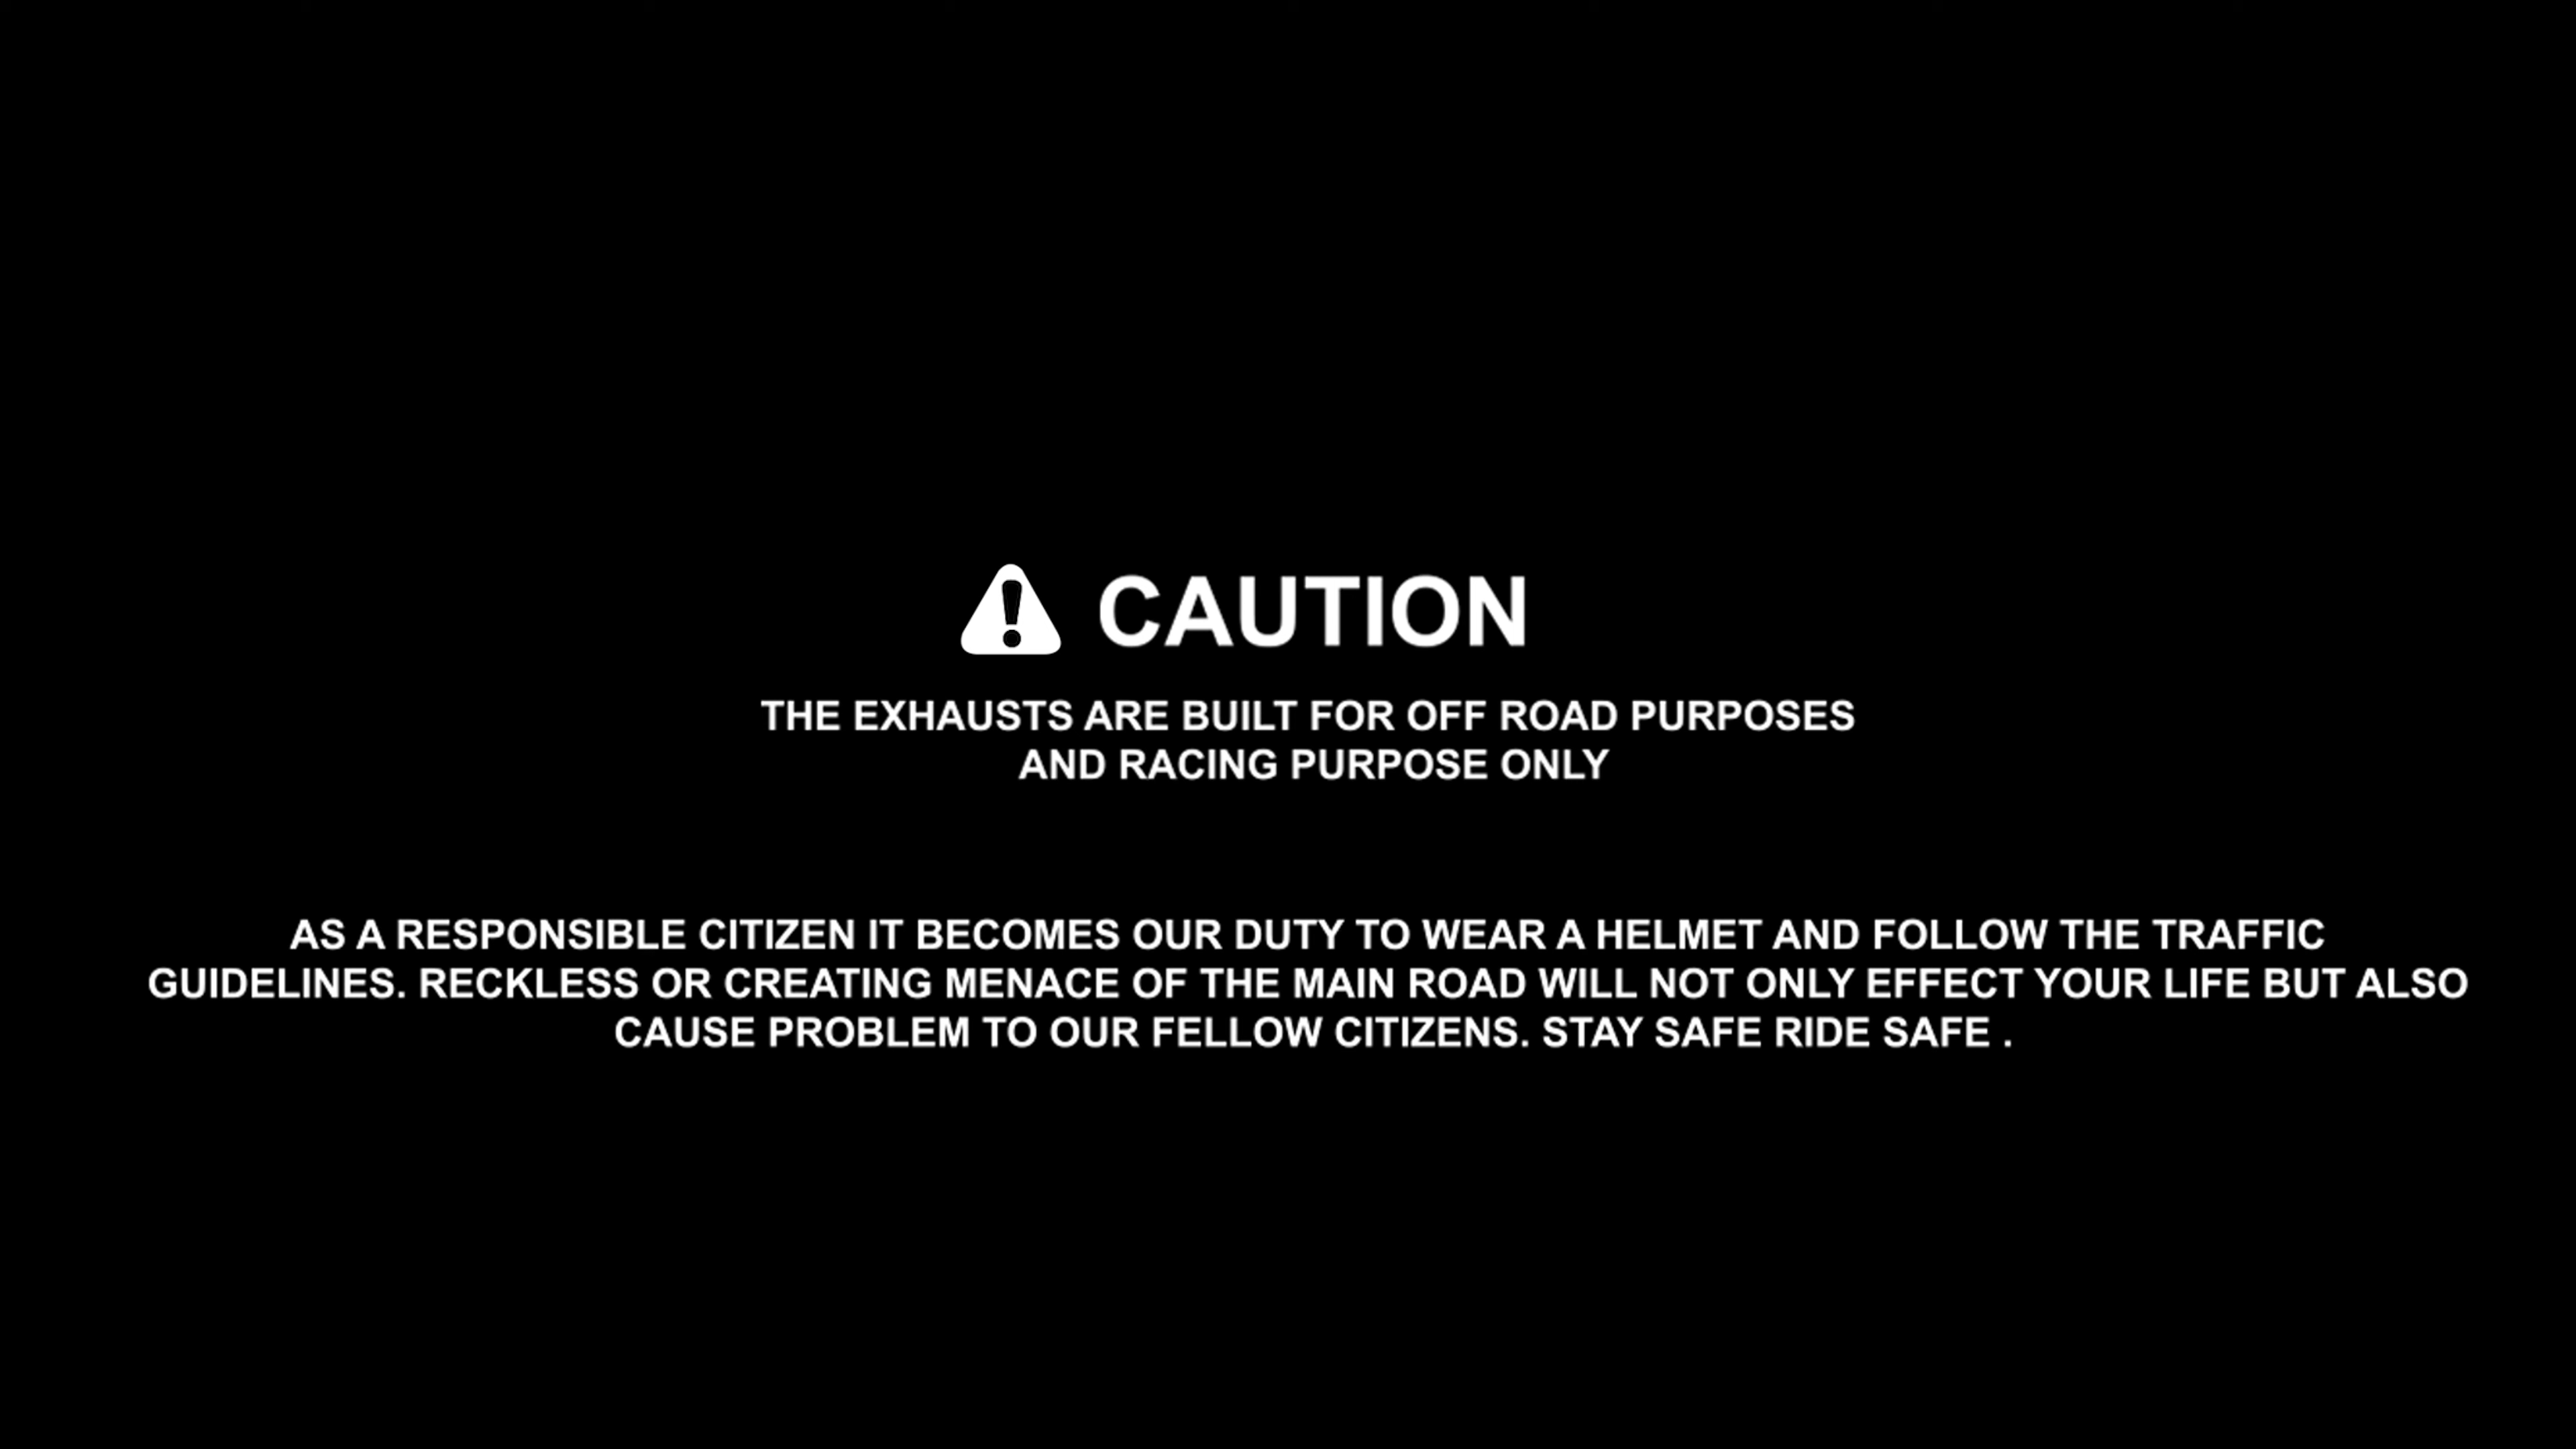 CAUTION
THE EXHAUSTS ARE BUILT FOR OFF ROAD PURPOSES
AND RACING PURPOSE ONLY
AS A RESPONSIBLE CITIZEN IT BECOMES OUR DUTY TO WEAR A HELMET AND FOLLOW THE TRAFFIC
GUIDELINES. RECKLESS OR CREATING MENACE OF THE MAIN ROAD WILL NOT ONLY EFFECT YOUR LIFE BUT ALSO
CAUSE PROBLEM TO OUR FELLOW CITIZENS. STAY SAFE RIDE SAFE .